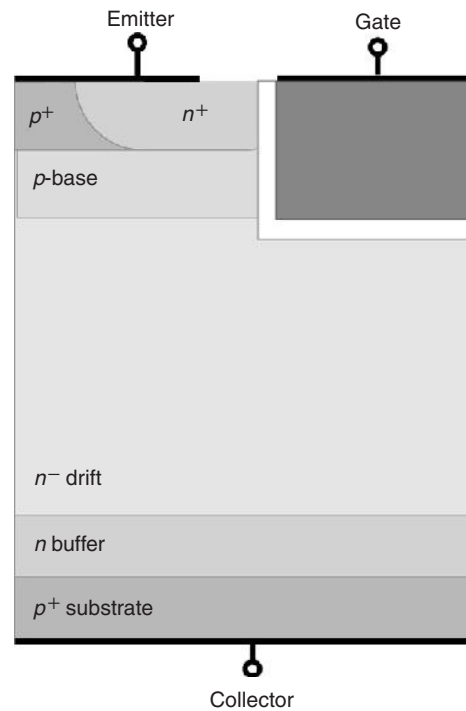 Emitter
Gate
p+
n+
p-base
n− drift
n buffer
p+ substrate
Collector